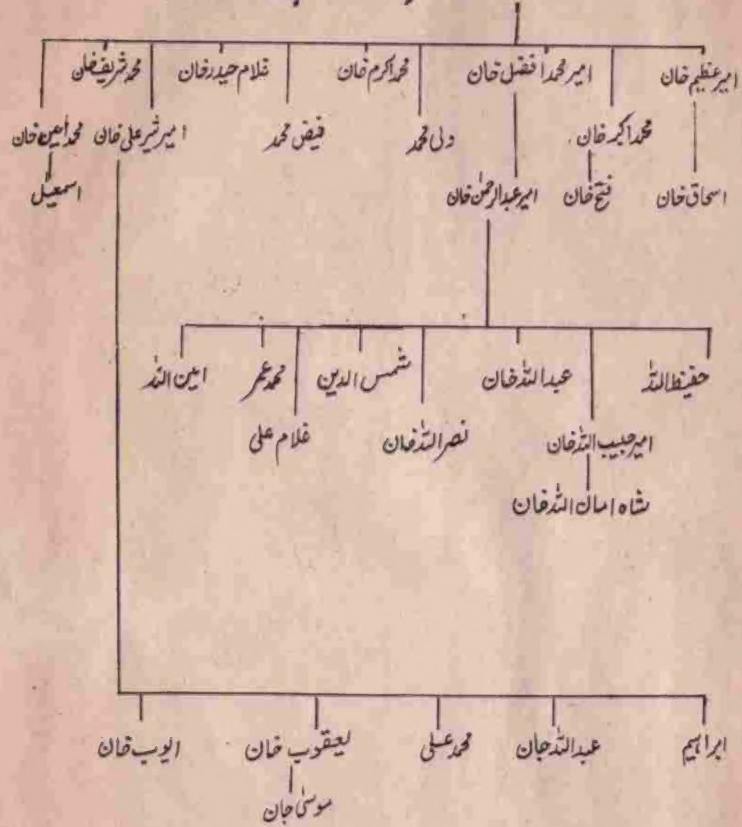 امیر عظیم خان امیر محمد افضل خان محمد اکرم خان غلام حیدر خان محمد شریف خان
محمد اکبر خان ولی محمد فیض محمد امیر شیر علی خان محمد امین خان
اسحاق خان فتح خان امیر عبدالرحمٰن خان اسمعیل
حفیظ اللہ عبداللہ خان شمس الدین محمد عمر امین اللہ
امیر حبیب اللہ خان نصر اللہ خان غلام علی
شاہ امان اللہ خان
ابراہیم عبداللہ جان محمد علی یعقوب خان ایوب خان
موسیٰ جان